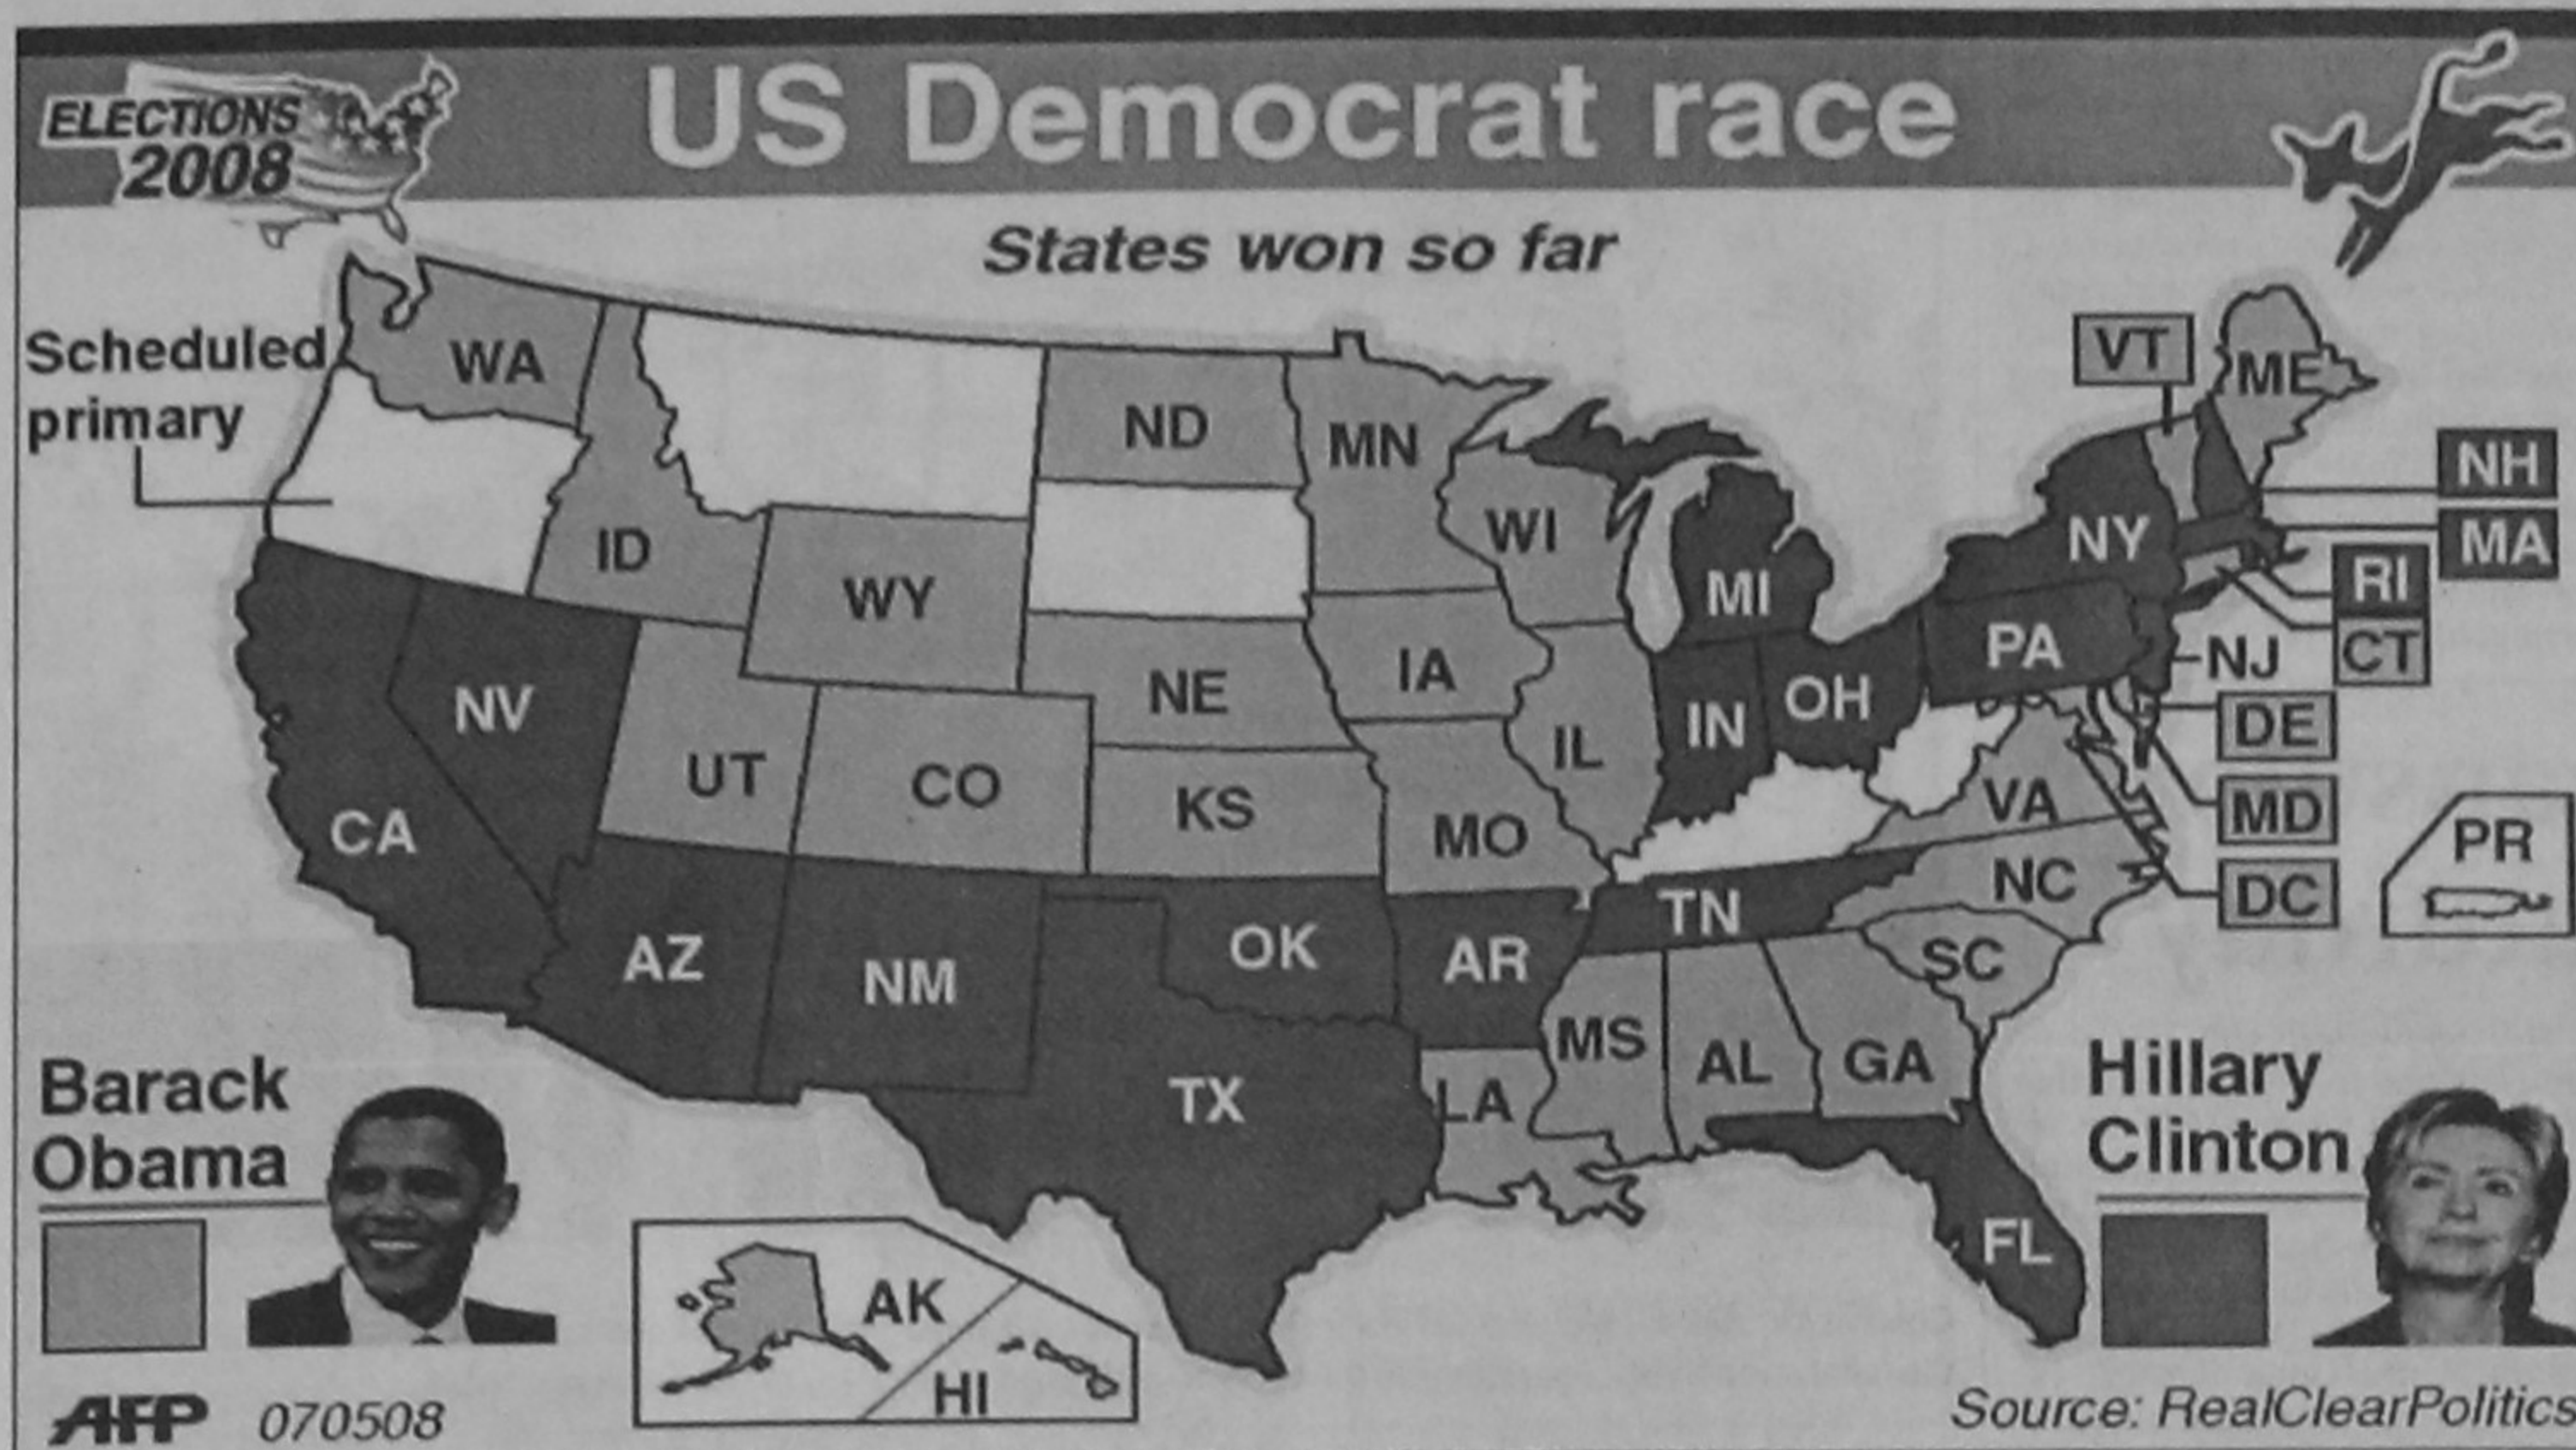 ELECTIONS
2008
US Democrat race
States won so far
Scheduled
primary
WA
ND
MN
VT
ME
NH
MA
RI
CT
ID
WY
WI
MI
NY
PA
NJ
NV
UT
CO
NE
KS
IA
IL
IN
OH
DE
MD
DC
VA
CA
MO
NC
PR
AZ
NM
OK
AR
TN
SC
TX
LA
MS
AL
GA
FL
Barack
Obama
Hillary
Clinton
AK
HI
AFP 070508
Source: RealClearPolitics